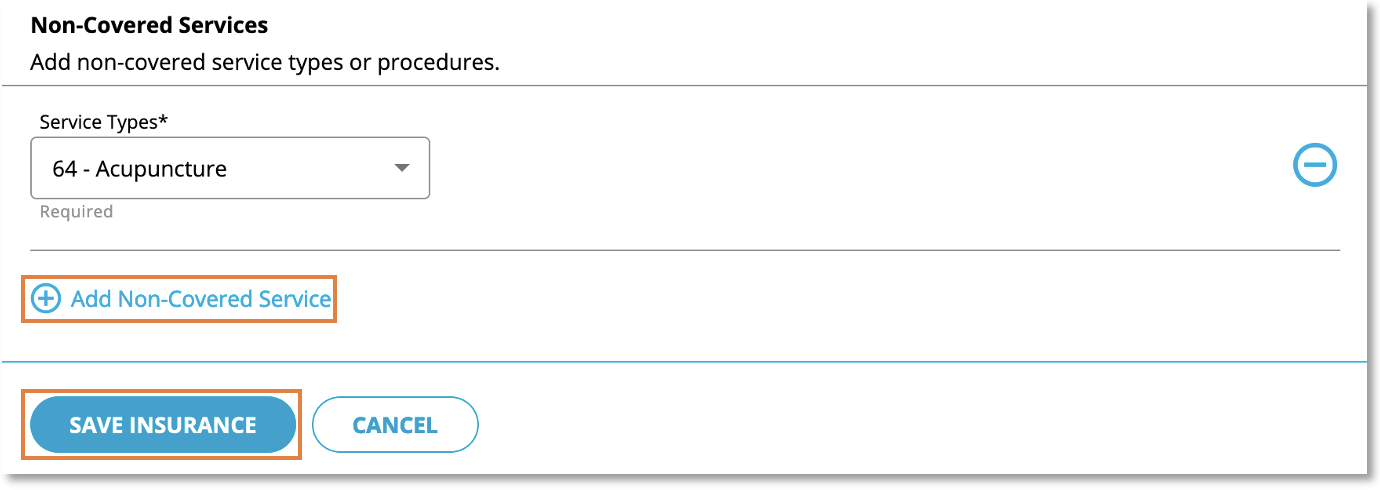 Non-Covered Services
Add non-covered service types or procedures.
Service Types*
64 - Acupuncture
Required
Add Non-Covered Service
SAVE INSURANCE
CANCEL